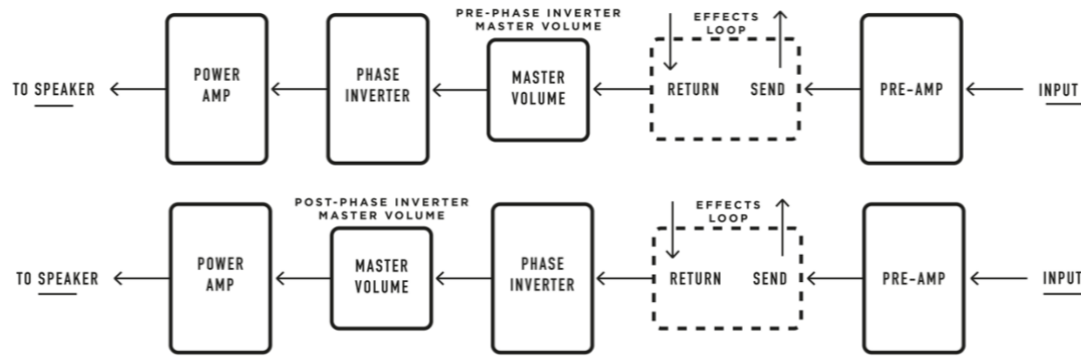 PRE-PHASE INVERTER
MASTER VOLUME
EFFECTS
LOOP
TO SPEAKER
POWER
AMP
PHASE
INVERTER
MASTER
VOLUME
RETURN
SEND
PRE-AMP
INPUT
POST-PHASE INVERTER
MASTER VOLUME
EFFECTS
LOOP
TO SPEAKER
POWER
AMP
MASTER
VOLUME
PHASE
INVERTER
RETURN
SEND
PRE-AMP
INPUT